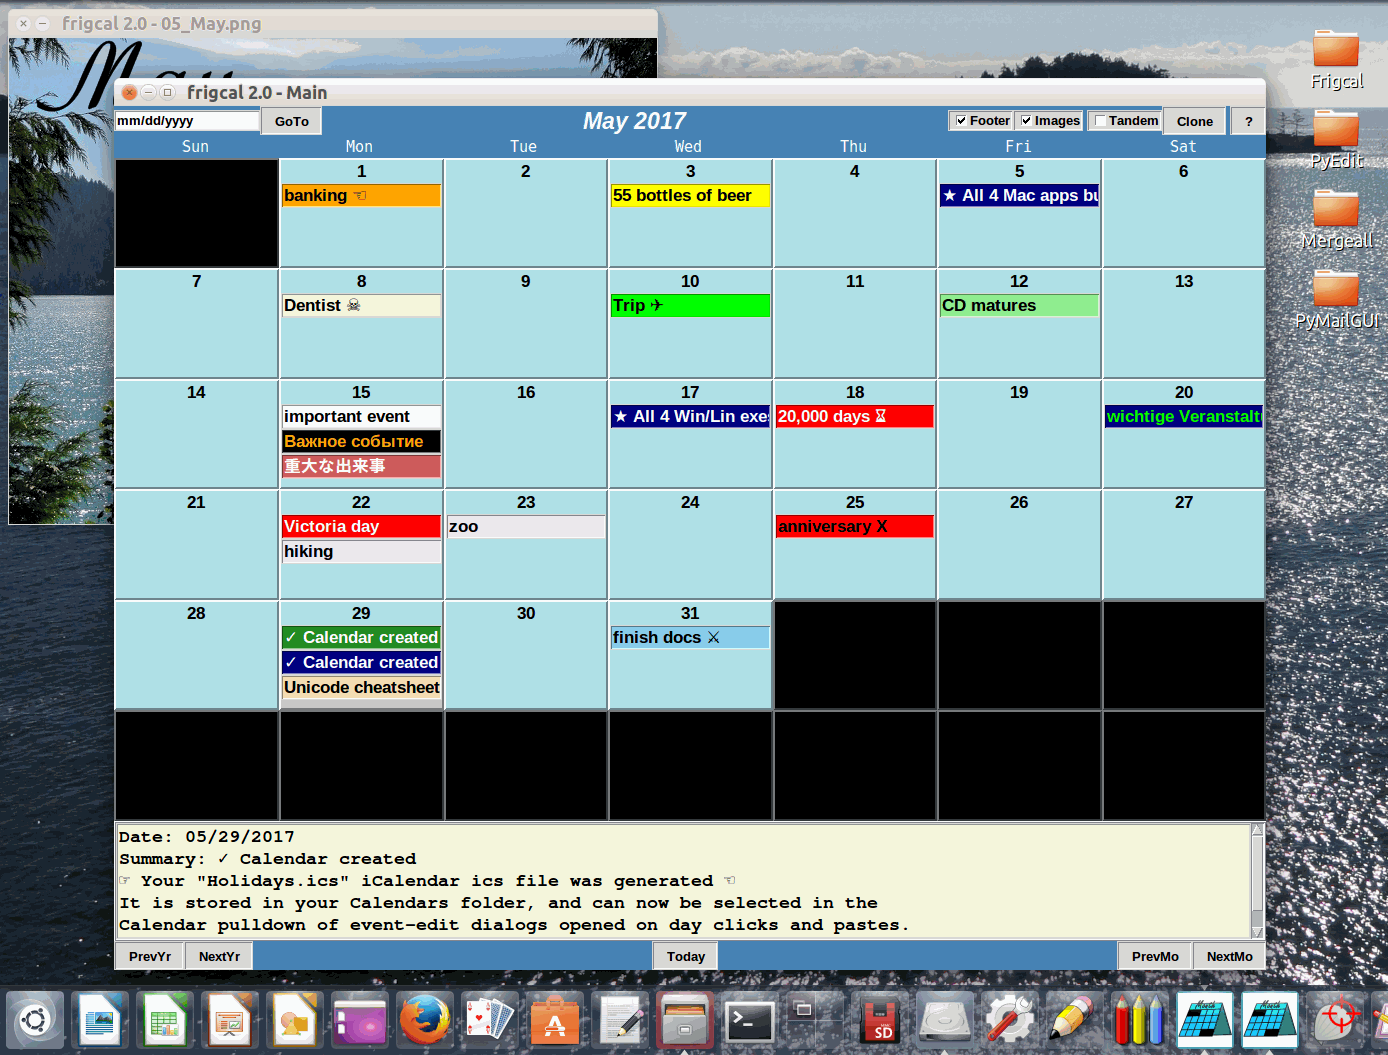 frigcal 2.0 - 05_May.png
May
frigcal 2.0 - Main
mm/dd/yyyy GoTo May 2017 Footer Images Tandem Clone ?
Sun Mon Tue Wed Thu Fri Sat
1 2 3 4 5 6
banking ☜ 55 bottles of beer ★ All 4 Mac apps bu
7 8 9 10 11 12 13
Dentist ☠ Trip ✈ CD matures
14 15 16 17 18 19 20
important event ★ All 4 Win/Lin exes 20,000 days ⌛ wichtige Veranstalt
Важное событие
重大な出来事
21 22 23 24 25 26 27
Victoria day zoo anniversary X
hiking
28 29 30 31
✓ Calendar created finish docs ⚔
✓ Calendar created
Unicode cheatsheet
Date: 05/29/2017
Summary: ✓ Calendar created
☞ Your "Holidays.ics" iCalendar ics file was generated ☜
It is stored in your Calendars folder, and can now be selected in the
Calendar pulldown of event-edit dialogs opened on day clicks and pastes.
PrevYr NextYr Today PrevMo NextMo
Frigcal
PyEdit
Mergeall
PyMailGUI
SD
Month
Month